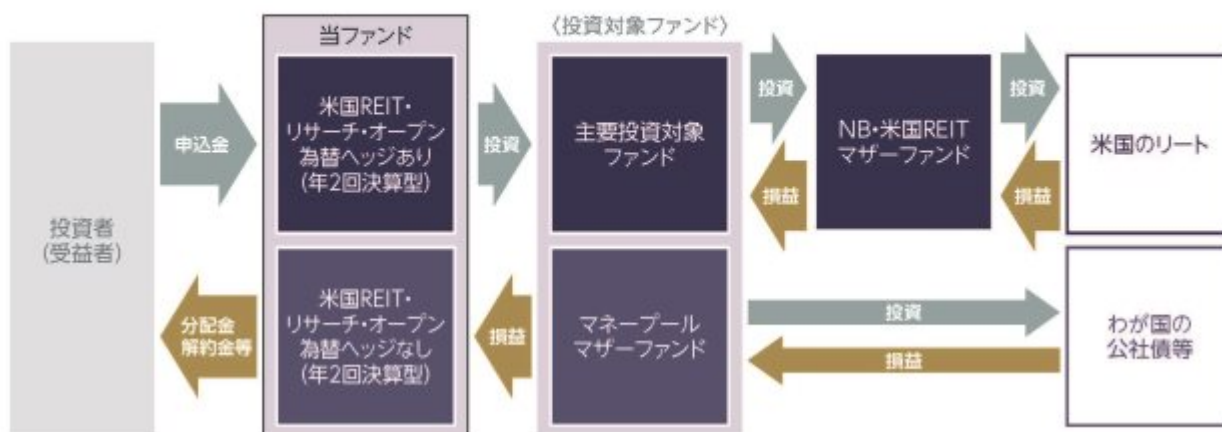 当ファンド
〈投資対象ファンド〉
投資者
(受益者)
申込金
分配金
解約金等
米国REIT・
リサーチ・オープン
為替ヘッジあり
(年2回決算型)
米国REIT・
リサーチ・オープン
為替ヘッジなし
(年2回決算型)
投資
損益
主要投資対象
ファンド
マネープール
マザーファンド
投資
損益
NB・米国REIT
マザーファンド
投資
損益
米国のリート
投資
損益
わが国の
公社債等